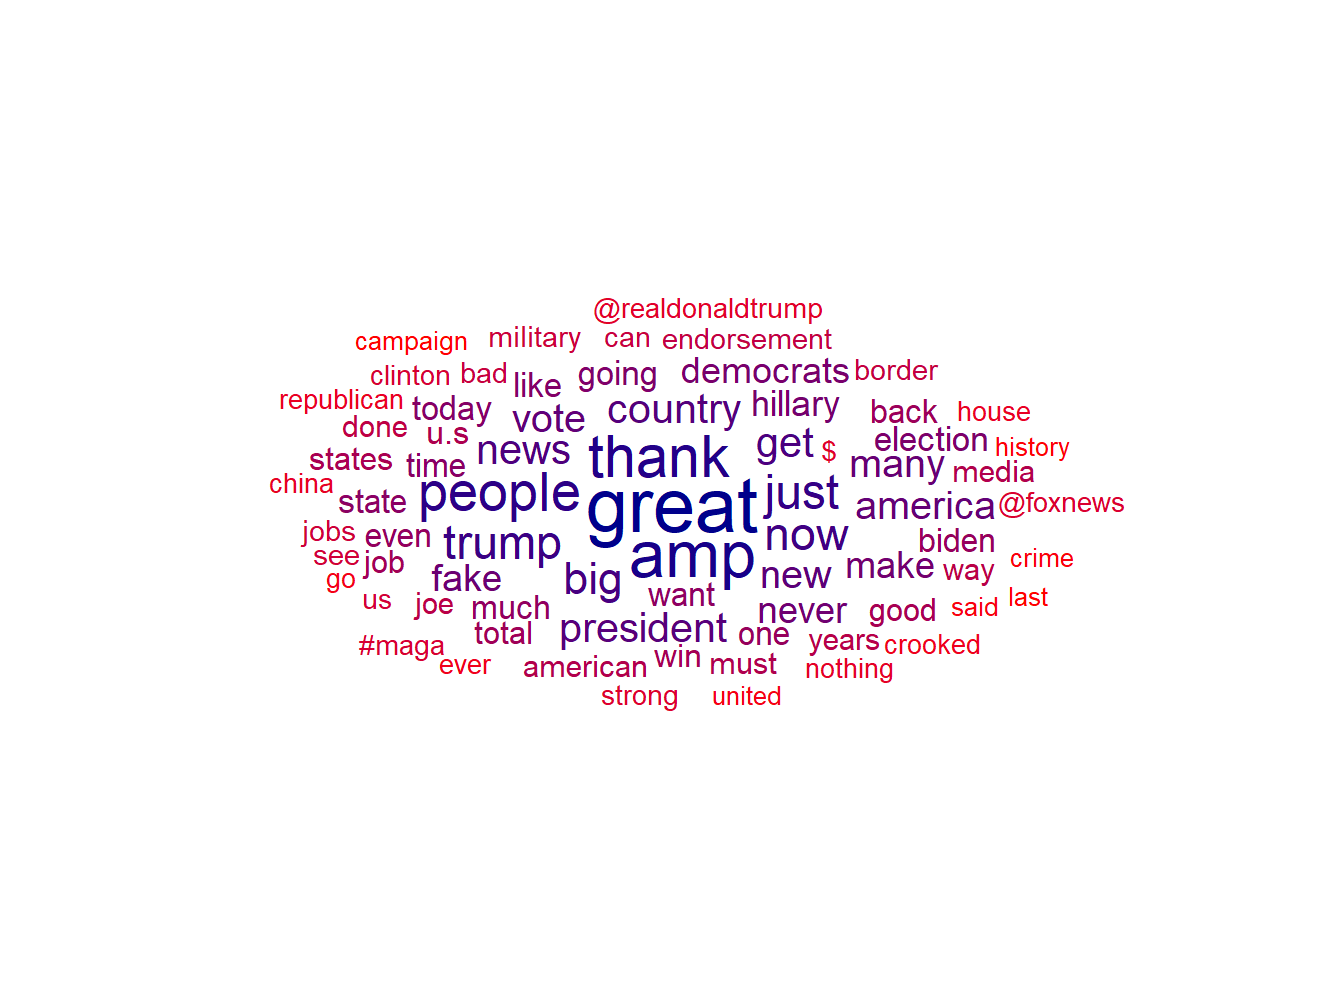 @realdonaldtrump
campaign military can endorsement
clinton bad like going democrats border
republican today vote country hillary back house
done u.s news thank get $ election history
states time many media
china state people great just america @foxnews
jobs even trump amp now biden
see job fake big new make way crime
go us joe much want never good said last
#maga total president one years crooked
ever american win must nothing
strong united